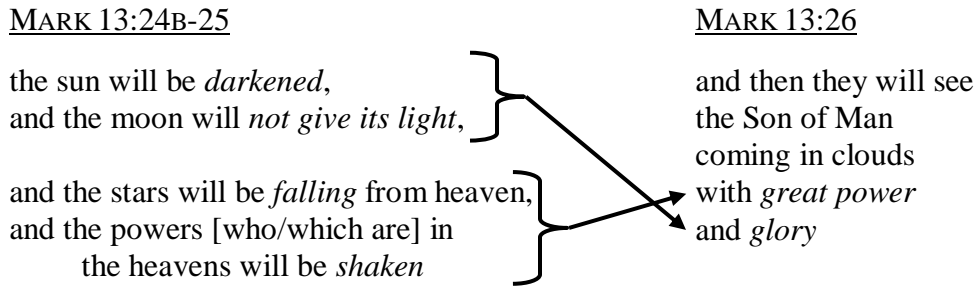 MARK 13:24B-25
the sun will be darkened,
and the moon will not give its light,
and the stars will be falling from heaven,
and the powers [who/which are] in
the heavens will be shaken
MARK 13:26
and then they will see
the Son of Man
coming in clouds
with great power
and glory